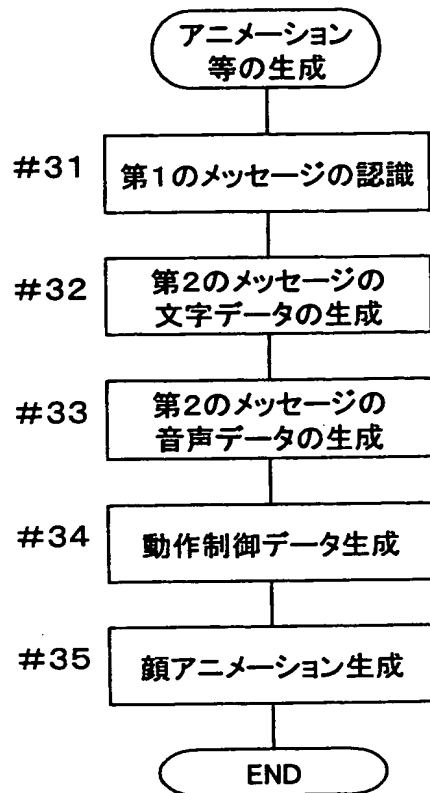 アニメーション
等の生成
#31
第1のメッセージの認識
#32
第2のメッセージの
文字データの生成
#33
第2のメッセージの
音声データの生成
#34
動作制御データ生成
#35
顔アニメーション生成
END